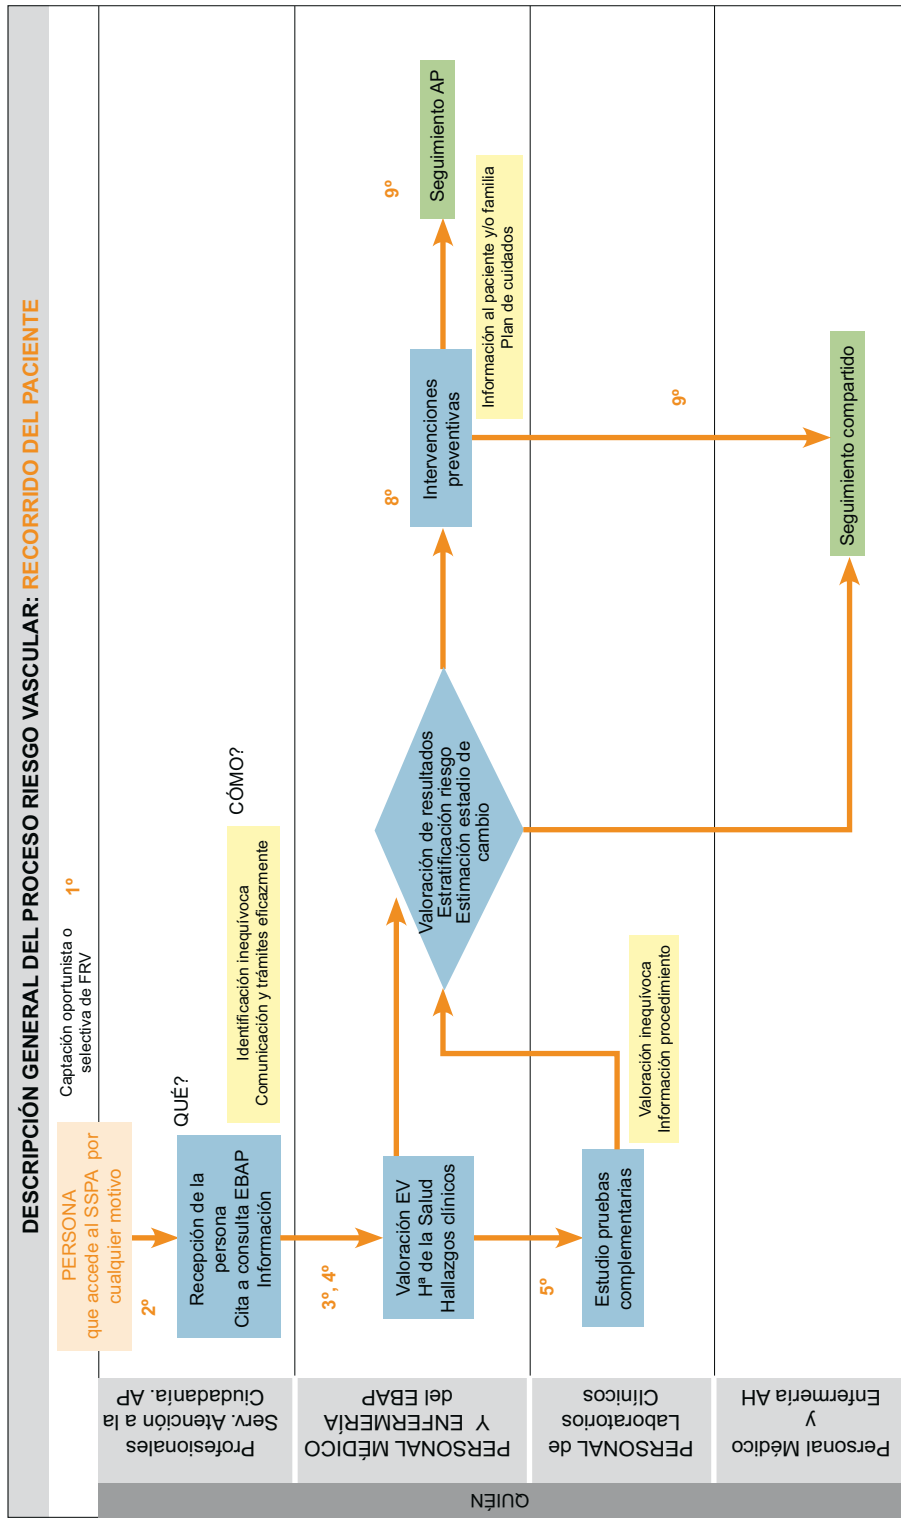 DESCRIPCIÓN GENERAL DEL PROCESO RIESGO VASCULAR: RECORRIDO DEL PACIENTE
PERSONA
que accede al SSPA por
cualquier motivo
Captación oportunista o
selectiva de FRV
1º
QUIÉN
Profesionales
Serv. Atención a la
Ciudadanía. AP
2º
QUÉ?
Recepción de la
persona
Cita a consulta EBAP
Información
CÓMO?
Identificación inequívoca
Comunicación y trámites eficazmente
PERSONAL MÉDICO
Y ENFERMERÍA
del EBAP
3º, 4º
Valoración EV
Hª de la Salud
Hallazgos clínicos
Valoración de resultados
Estratificación riesgo
Estimación estadio de
cambio
8º
Intervenciones
preventivas
9º
Seguimiento AP
Información al paciente y/o familia
Plan de cuidados
PERSONAL de
Laboratorios
Clínicos
5º
Estudio pruebas
complementarias
Valoración inequívoca
Información procedimiento
9º
Personal Médico
y
Enfermería AH
Seguimiento compartido